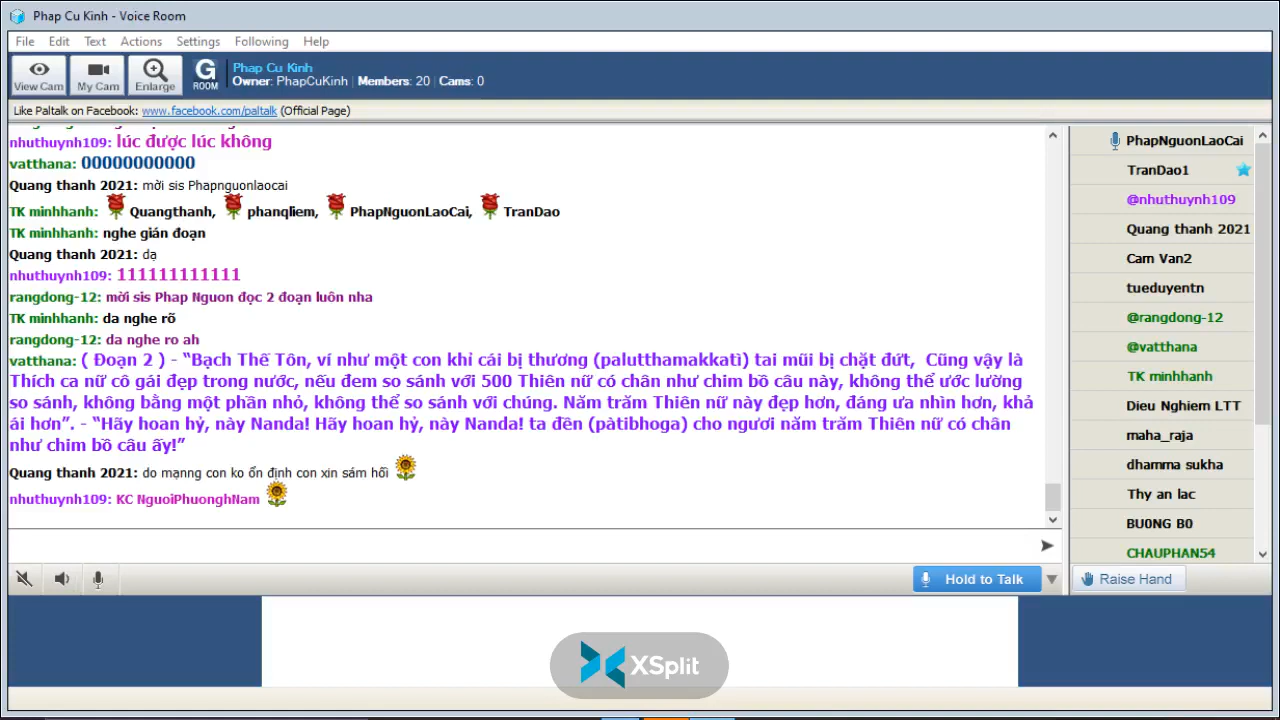 Phap Cu Kinh - Voice Room
File Edit Text Actions Settings Following Help
View Cam My Cam Enlarge G ROOM
Phap Cu Kinh
Owner: PhapCuKinh | Members: 20 | Cams: 0
Like Paltalk on Facebook: www.facebook.com/paltalk (Official Page)
nhuthuynh109: lúc được lúc không
vatthana: 00000000000
Quang thanh 2021: mời sis Phapnguonlaocai
TK minhhanh: Quangthanh, phanqliem, PhapNguonLaoCai, TranDao
TK minhhanh: nghe gián đoạn
Quang thanh 2021: dạ
nhuthuynh109: 111111111111
rangdong-12: mời sis Phap Nguon đọc 2 đoạn luôn nha
TK minhhanh: da nghe rõ
rangdong-12: da nghe ro ah
vatthana: ( Đoạn 2 ) - “Bạch Thế Tôn, ví như một con khỉ cái bị thương (palutthamakkatì) tai mũi bị chặt đứt, Cũng vậy là
Thích ca nữ cô gái đẹp trong nước, nếu đem so sánh với 500 Thiên nữ có chân như chim bồ câu này, không thể ước lường
so sánh, không bằng một phần nhỏ, không thể so sánh với chúng. Năm trăm Thiên nữ này đẹp hơn, đáng ưa nhìn hơn, khả
ái hơn”. - “Hãy hoan hỷ, này Nanda! Hãy hoan hỷ, này Nanda! ta đền (pàtibhoga) cho ngươi năm trăm Thiên nữ có chân
như chim bồ câu ấy!”
Quang thanh 2021: do mạnng con ko ổn định con xin sám hối
nhuthuynh109: KC NguoiPhuonghNam
PhapNguonLaoCai
TranDao1
@nhuthuynh109
Quang thanh 2021
Cam Van2
tueduyentn
@rangdong-12
@vatthana
TK minhhanh
Dieu Nghiem LTT
maha_raja
dhamma sukha
Thy an lac
BU0NG B0
CHAUPHAN54
Hold to Talk
Raise Hand
XSplit